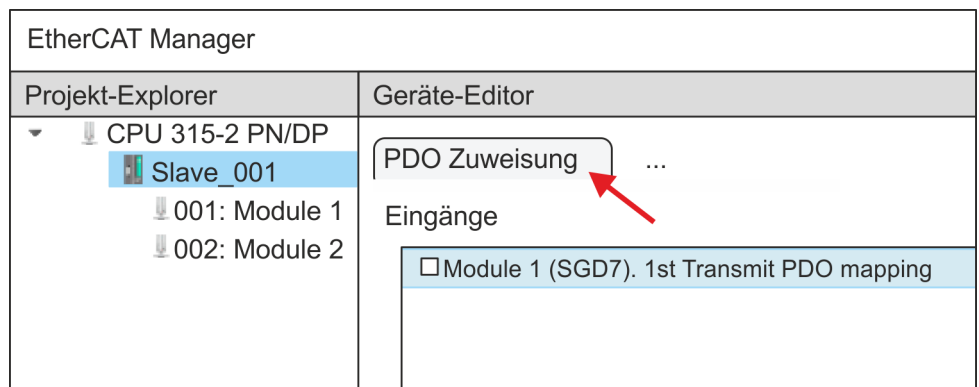 EtherCAT Manager
Projekt-Explorer
Geräte-Editor
CPU 315-2 PN/DP
Slave_001
001: Module 1
002: Module 2
PDO Zuweisung
...
Eingänge
Module 1 (SGD7). 1st Transmit PDO mapping